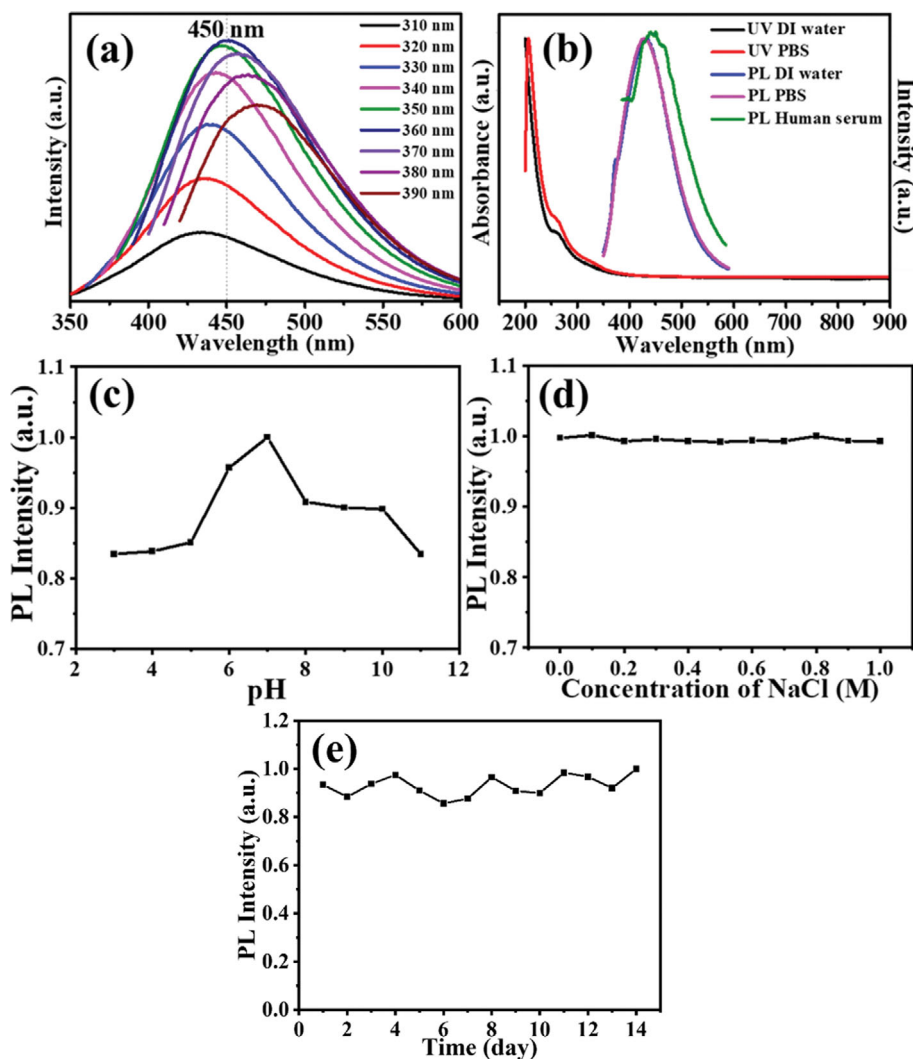 (a)
450 nm
310 nm
320 nm
330 nm
340 nm
350 nm
360 nm
370 nm
380 nm
390 nm
Intensity (a.u.)
350 400 450 500 550 600
Wavelength (nm)
(b)
UV DI water
UV PBS
PL DI water
PL PBS
PL Human serum
Absorbance (a.u.)
Intensity (a.u.)
200 300 400 500 600 700 800 900
Wavelength (nm)
(c)
PL Intensity (a.u.)
1.1
1.0
0.9
0.8
0.7
2 4 6 8 10 12
pH
(d)
PL Intensity (a.u.)
1.1
1.0
0.9
0.8
0.7
0.0 0.2 0.4 0.6 0.8 1.0
Concentration of NaCl (M)
(e)
PL Intensity (a.u.)
1.2
1.0
0.8
0.6
0.4
0.2
0.0
0 2 4 6 8 10 12 14
Time (day)